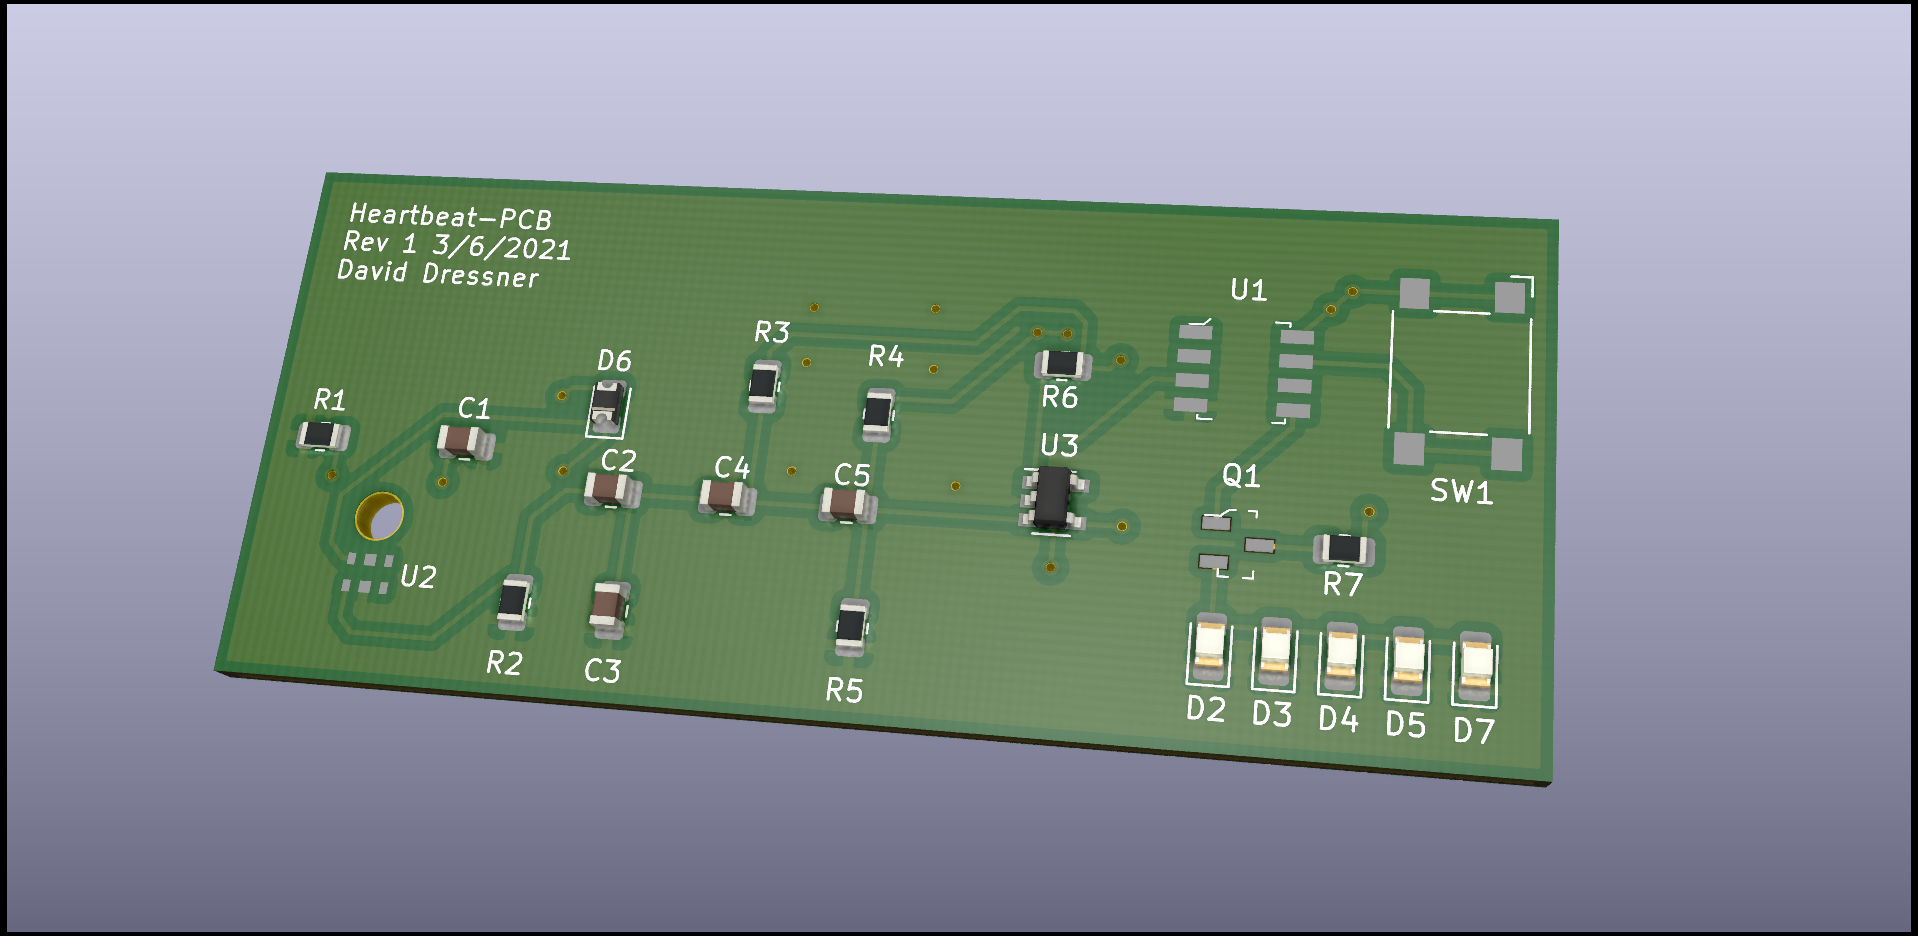 Heartbeat-PCB
Rev 1 3/6/2021
David Dressner
U1
R3
R4
D6
R6
R1
C1
U3
C2
C4
C5
Q1
SW1
U2
R7
R2
C3
R5
D2
D3
D4
D5
D7